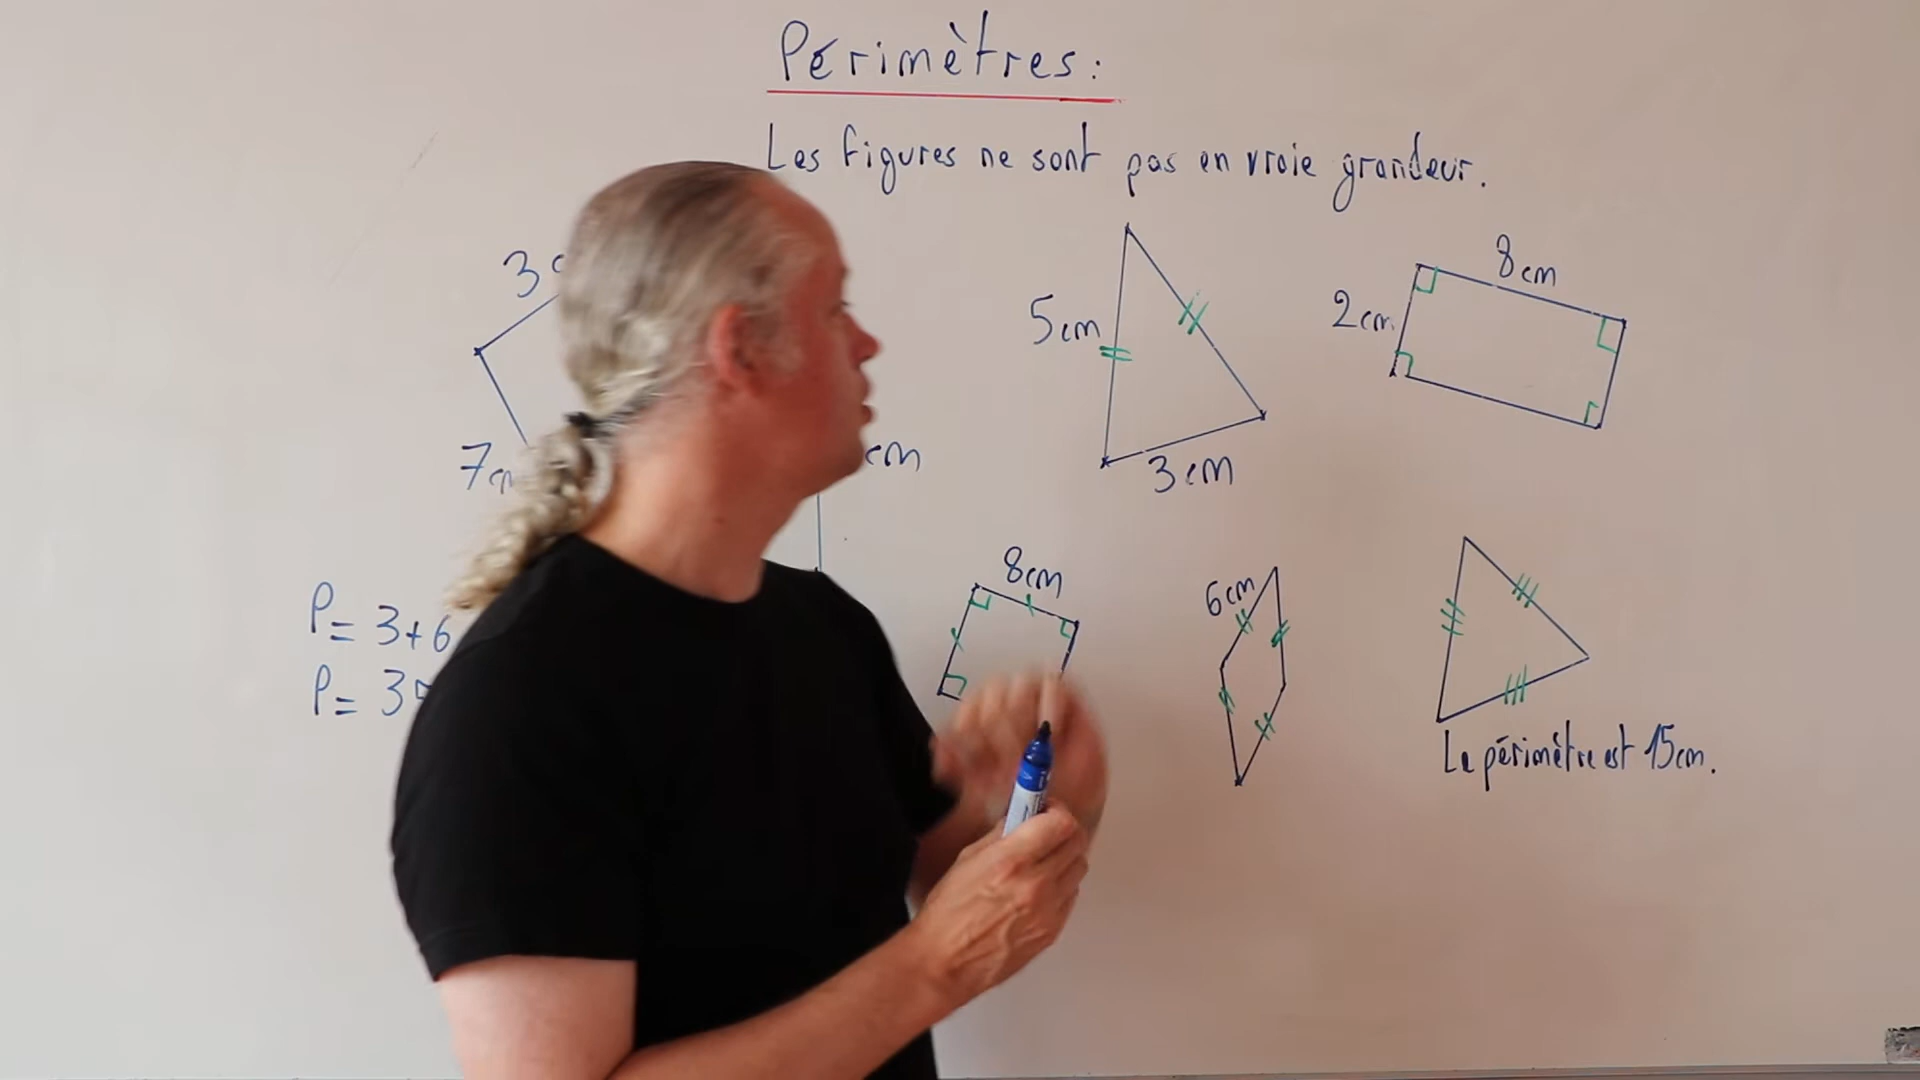 Périmètres:
Les figures ne sont pas en vraie grandeur.
3
7cm
cm
5cm
3cm
8cm
2cm
P= 3+6
P= 3
8cm
6cm
Le périmètre est 15cm.